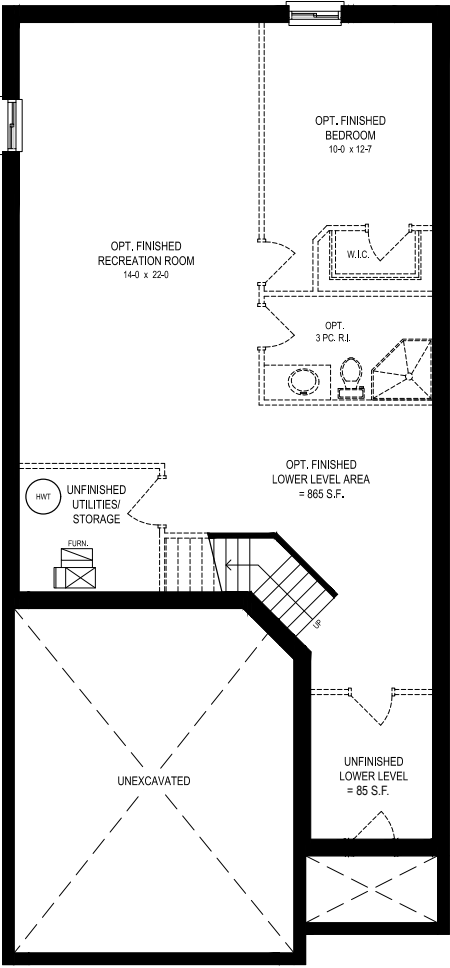 OPT. FINISHED
BEDROOM
10-0 x 12-7
OPT. FINISHED
RECREATION ROOM
14-0 x 22-0
W.I.C.
OPT.
3 PC. R.I.
OPT. FINISHED
LOWER LEVEL AREA
= 865 S.F.
HWT
UNFINISHED
UTILITIES/
STORAGE
FURN.
UP
UNFINISHED
LOWER LEVEL
= 85 S.F.
UNEXCAVATED